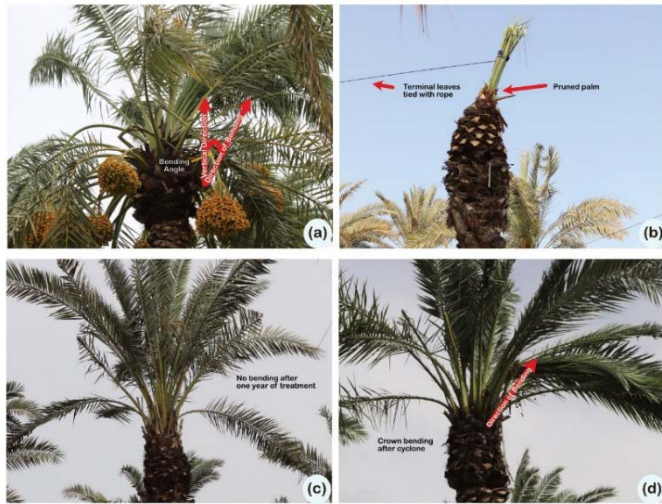 Vertical Direction
Direction of Bending
Bending
Angle
(a)
Terminal leaves
tied with rope
Pruned palm
(b)
No bending after
one year of treatment
(c)
Direction of Bending
Crown bending
after cyclone
(d)